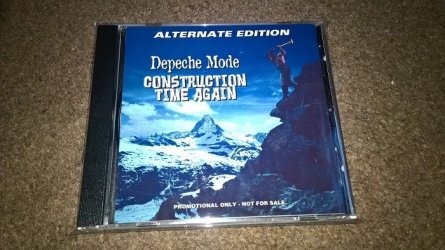 ALTERNATE EDITION
Depeche Mode
CONSTRUCTION
TIME AGAIN
PROMOTIONAL ONLY - NOT FOR SALE